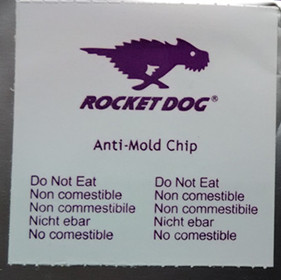 ROCKET DOG®
Anti-Mold Chip
Do Not Eat
Non comestible
Non commestibile
Nicht ebar
No comestible
Do Not Eat
Non comestible
Non commestibile
Nicht ebar
No comestible